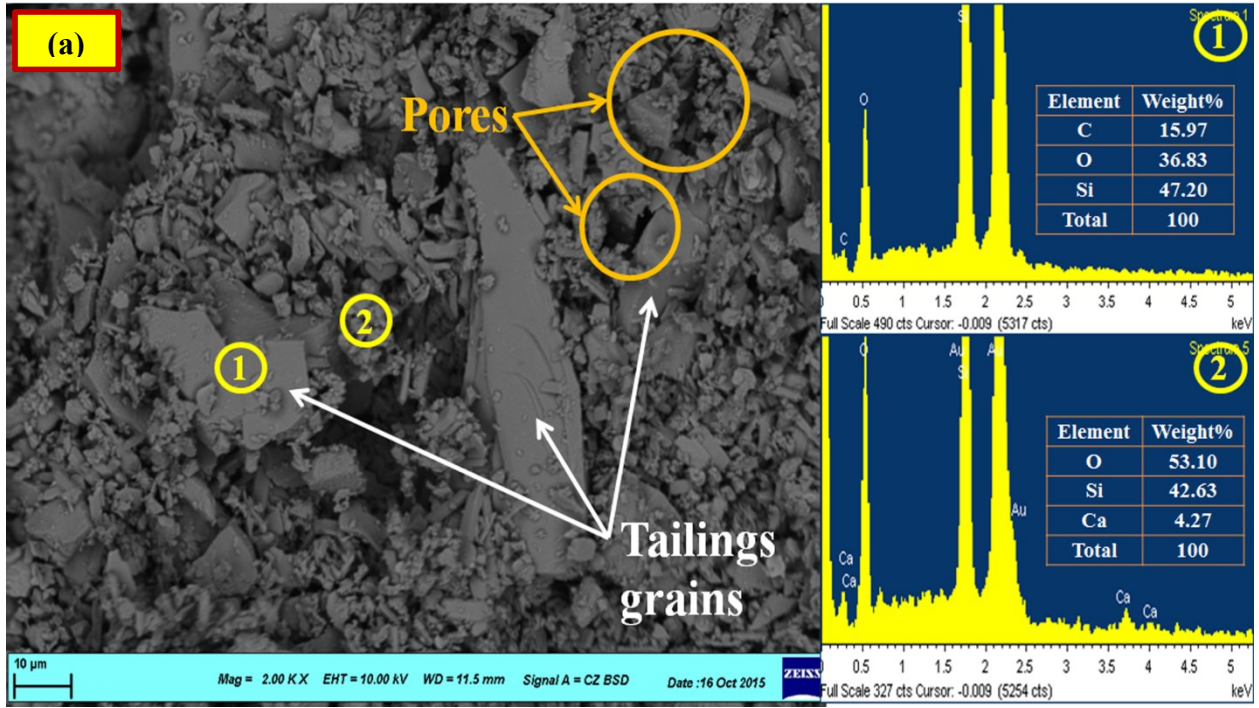 (a)
Pores
1
2
Tailings
grains
10 µm
Mag = 2.00 K X EHT = 10.00 kV WD = 11.5 mm Signal A = CZ BSD Date :16 Oct 2015
ZEISS
Spectrum 1
1
Element Weight%
C 15.97
O 36.83
Si 47.20
Total 100
O
C
0.5 1 1.5 2 2.5 3 3.5 4 4.5 5
Full Scale 490 cts Cursor: -0.009 (5317 cts) keV
Spectrum 5
2
Element Weight%
O 53.10
Si 42.63
Ca 4.27
Total 100
O Au Au
Au
Ca
Ca
Ca
Ca
0 0.5 1 1.5 2 2.5 3 3.5 4 4.5 5
Full Scale 327 cts Cursor: -0.009 (5254 cts) keV